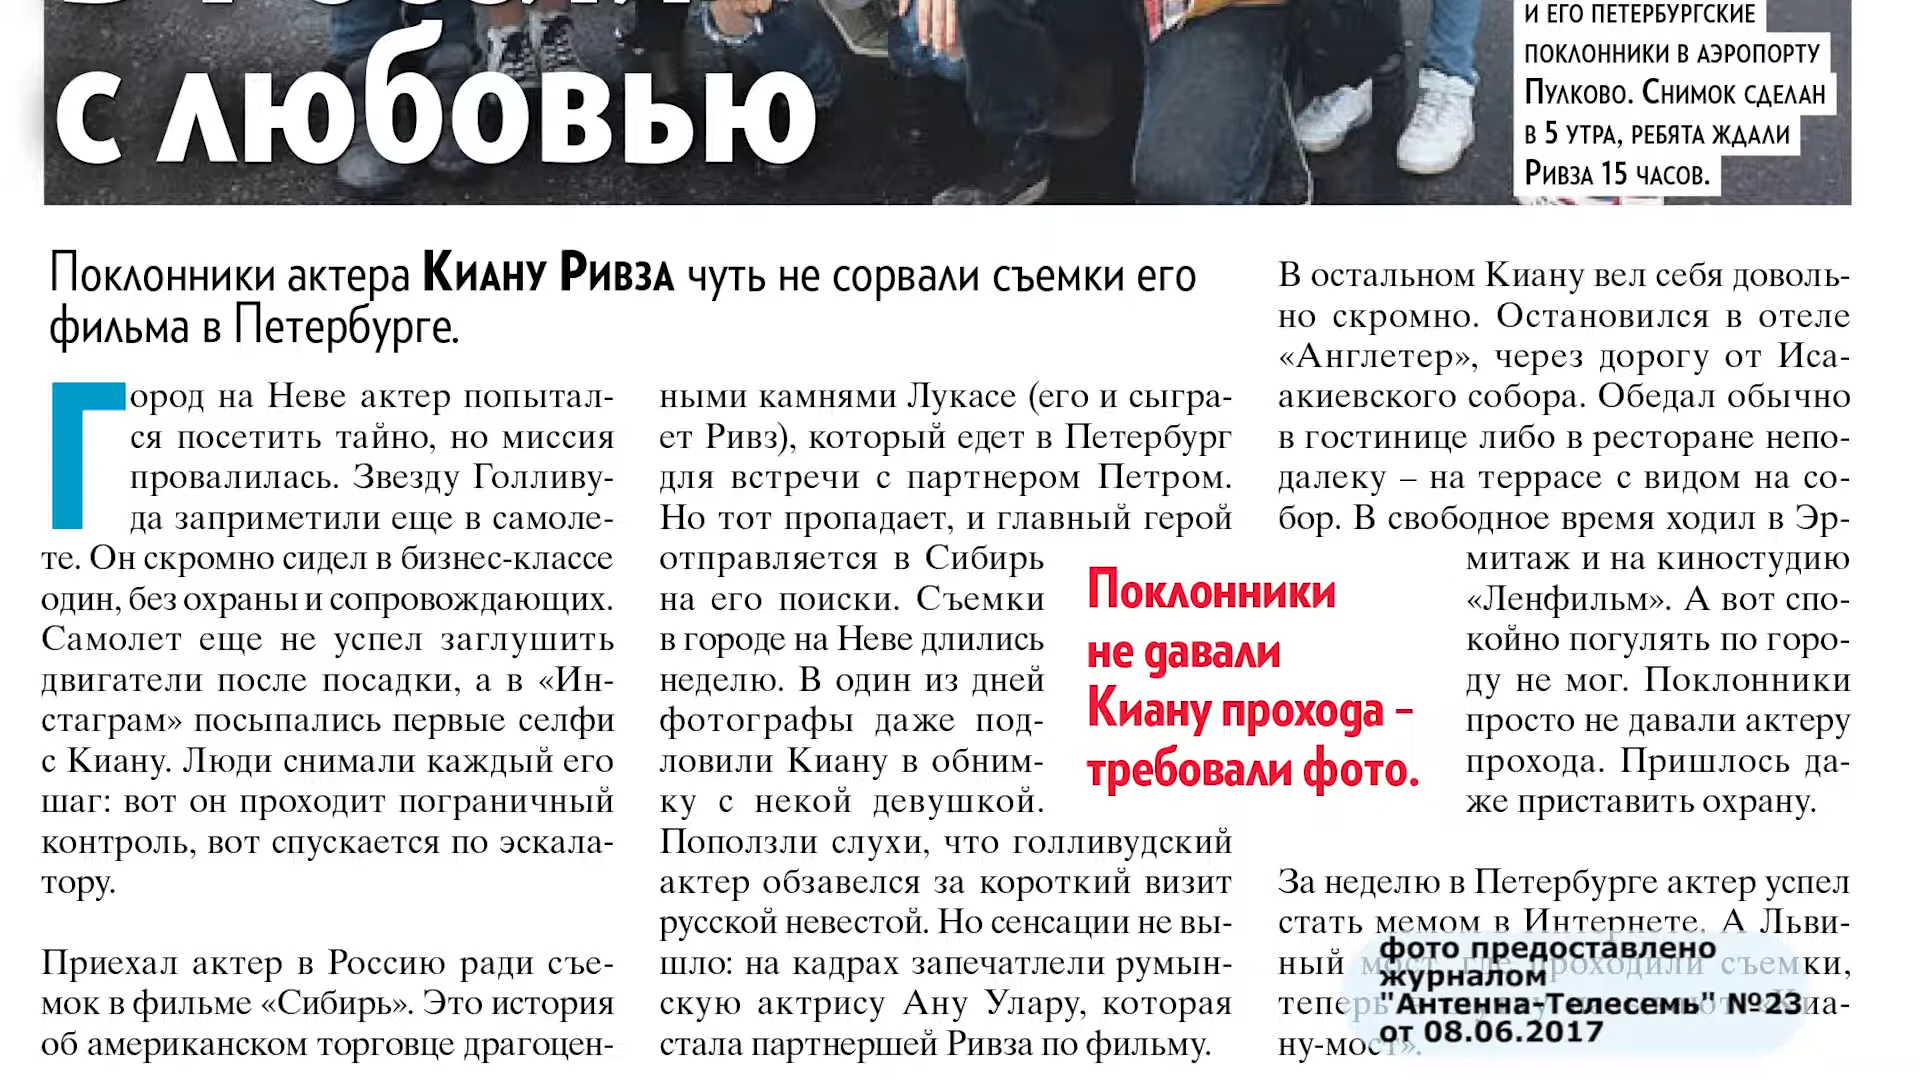 с любовью
и его петербургские
поклонники в аэропорту
Пулково. Снимок сделан
в 5 утра, ребята ждали
Ривза 15 часов.
Поклонники актера Киану Ривза чуть не сорвали съемки его
фильма в Петербурге.
Город на Неве актер попытал-
ся посетить тайно, но миссия
провалилась. Звезду Голливу-
да заприметили еще в самоле-
те. Он скромно сидел в бизнес-классе
один, без охраны и сопровождающих.
Самолет еще не успел заглушить
двигатели после посадки, а в «Ин-
стаграм» посыпались первые селфи
с Киану. Люди снимали каждый его
шаг: вот он проходит пограничный
контроль, вот спускается по эскала-
тору.
Приехал актер в Россию ради съе-
мок в фильме «Сибирь». Это история
об американском торговце драгоцен-
ными камнями Лукасе (его и сыгра-
ет Ривз), который едет в Петербург
для встречи с партнером Петром.
Но тот пропадает, и главный герой
отправляется в Сибирь
на его поиски. Съемки
в городе на Неве длились
неделю. В один из дней
фотографы даже под-
ловили Киану в обним-
ку с некой девушкой.
Поползли слухи, что голливудский
актер обзавелся за короткий визит
русской невестой. Но сенсации не вы-
шло: на кадрах запечатлели румын-
скую актрису Ану Улару, которая
стала партнершей Ривза по фильму.
Поклонники
не давали
Киану прохода –
требовали фото.
В остальном Киану вел себя доволь-
но скромно. Остановился в отеле
«Англетер», через дорогу от Иса-
акиевского собора. Обедал обычно
в гостинице либо в ресторане непо-
далеку – на террасе с видом на со-
бор. В свободное время ходил в Эр-
митаж и на киностудию
«Ленфильм». А вот спо-
койно погулять по горо-
ду не мог. Поклонники
просто не давали актеру
прохода. Пришлось да-
же приставить охрану.
За неделю в Петербурге актер успел
стать мемом в Интернете. А Льви-
ный мост, где проходили съемки,
теперь «Киа-
ну-мост».
фото предоставлено
журналом
"Антенна-Телесемь" №23
от 08.06.2017